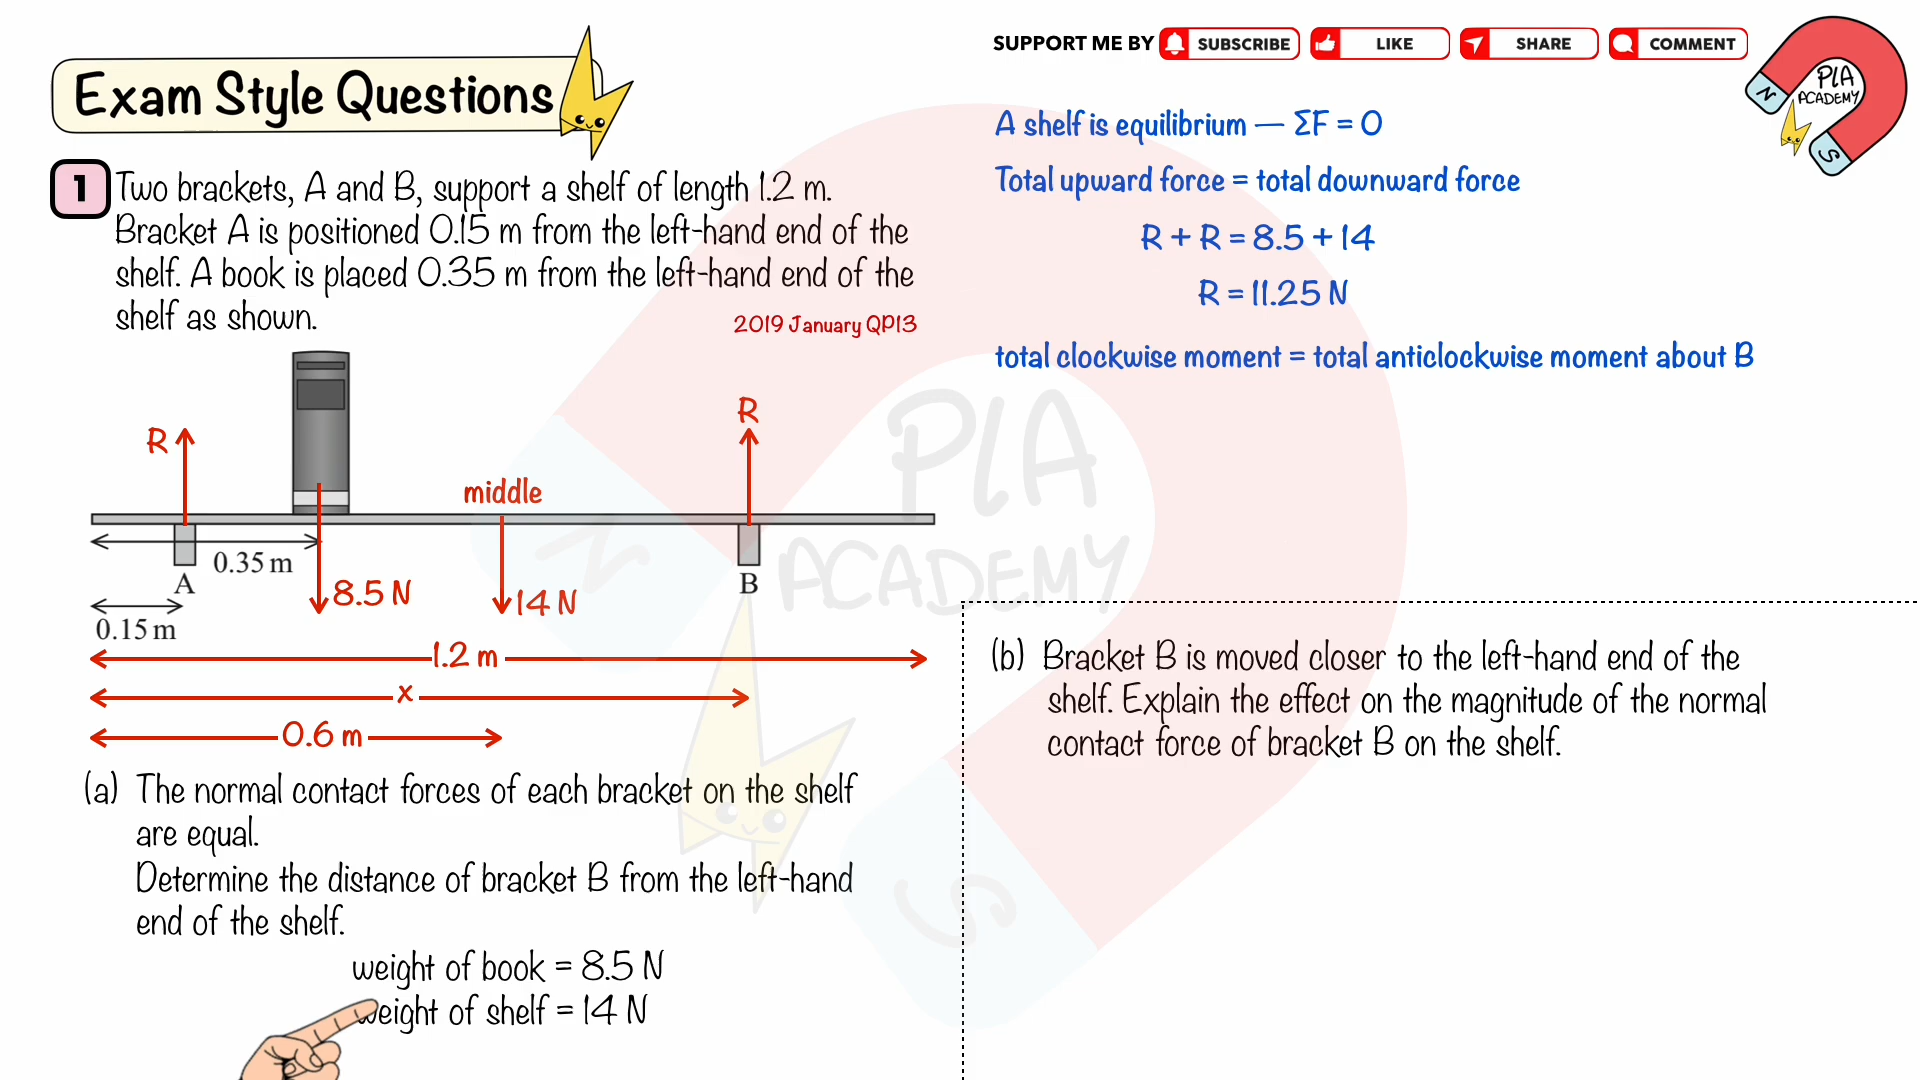 SUPPORT ME BY SUBSCRIBE LIKE SHARE COMMENT
PLA
ACADEMY
N
S
Exam Style Questions
1 Two brackets, A and B, support a shelf of length 1.2 m.
Bracket A is positioned 0.15 m from the left-hand end of the
shelf. A book is placed 0.35 m from the left-hand end of the
shelf as shown.
2019 January QP13
R
R
middle
0.35 m
A
B
8.5 N
14 N
0.15 m
1.2 m
x
0.6 m
(a) The normal contact forces of each bracket on the shelf
are equal.
Determine the distance of bracket B from the left-hand
end of the shelf.
weight of book = 8.5 N
weight of shelf = 14 N
A shelf is equilibrium — ΣF = 0
Total upward force = total downward force
R + R = 8.5 + 14
R = 11.25 N
total clockwise moment = total anticlockwise moment about B
PLA
ACADEMY
N
S
(b) Bracket B is moved closer to the left-hand end of the
shelf. Explain the effect on the magnitude of the normal
contact force of bracket B on the shelf.